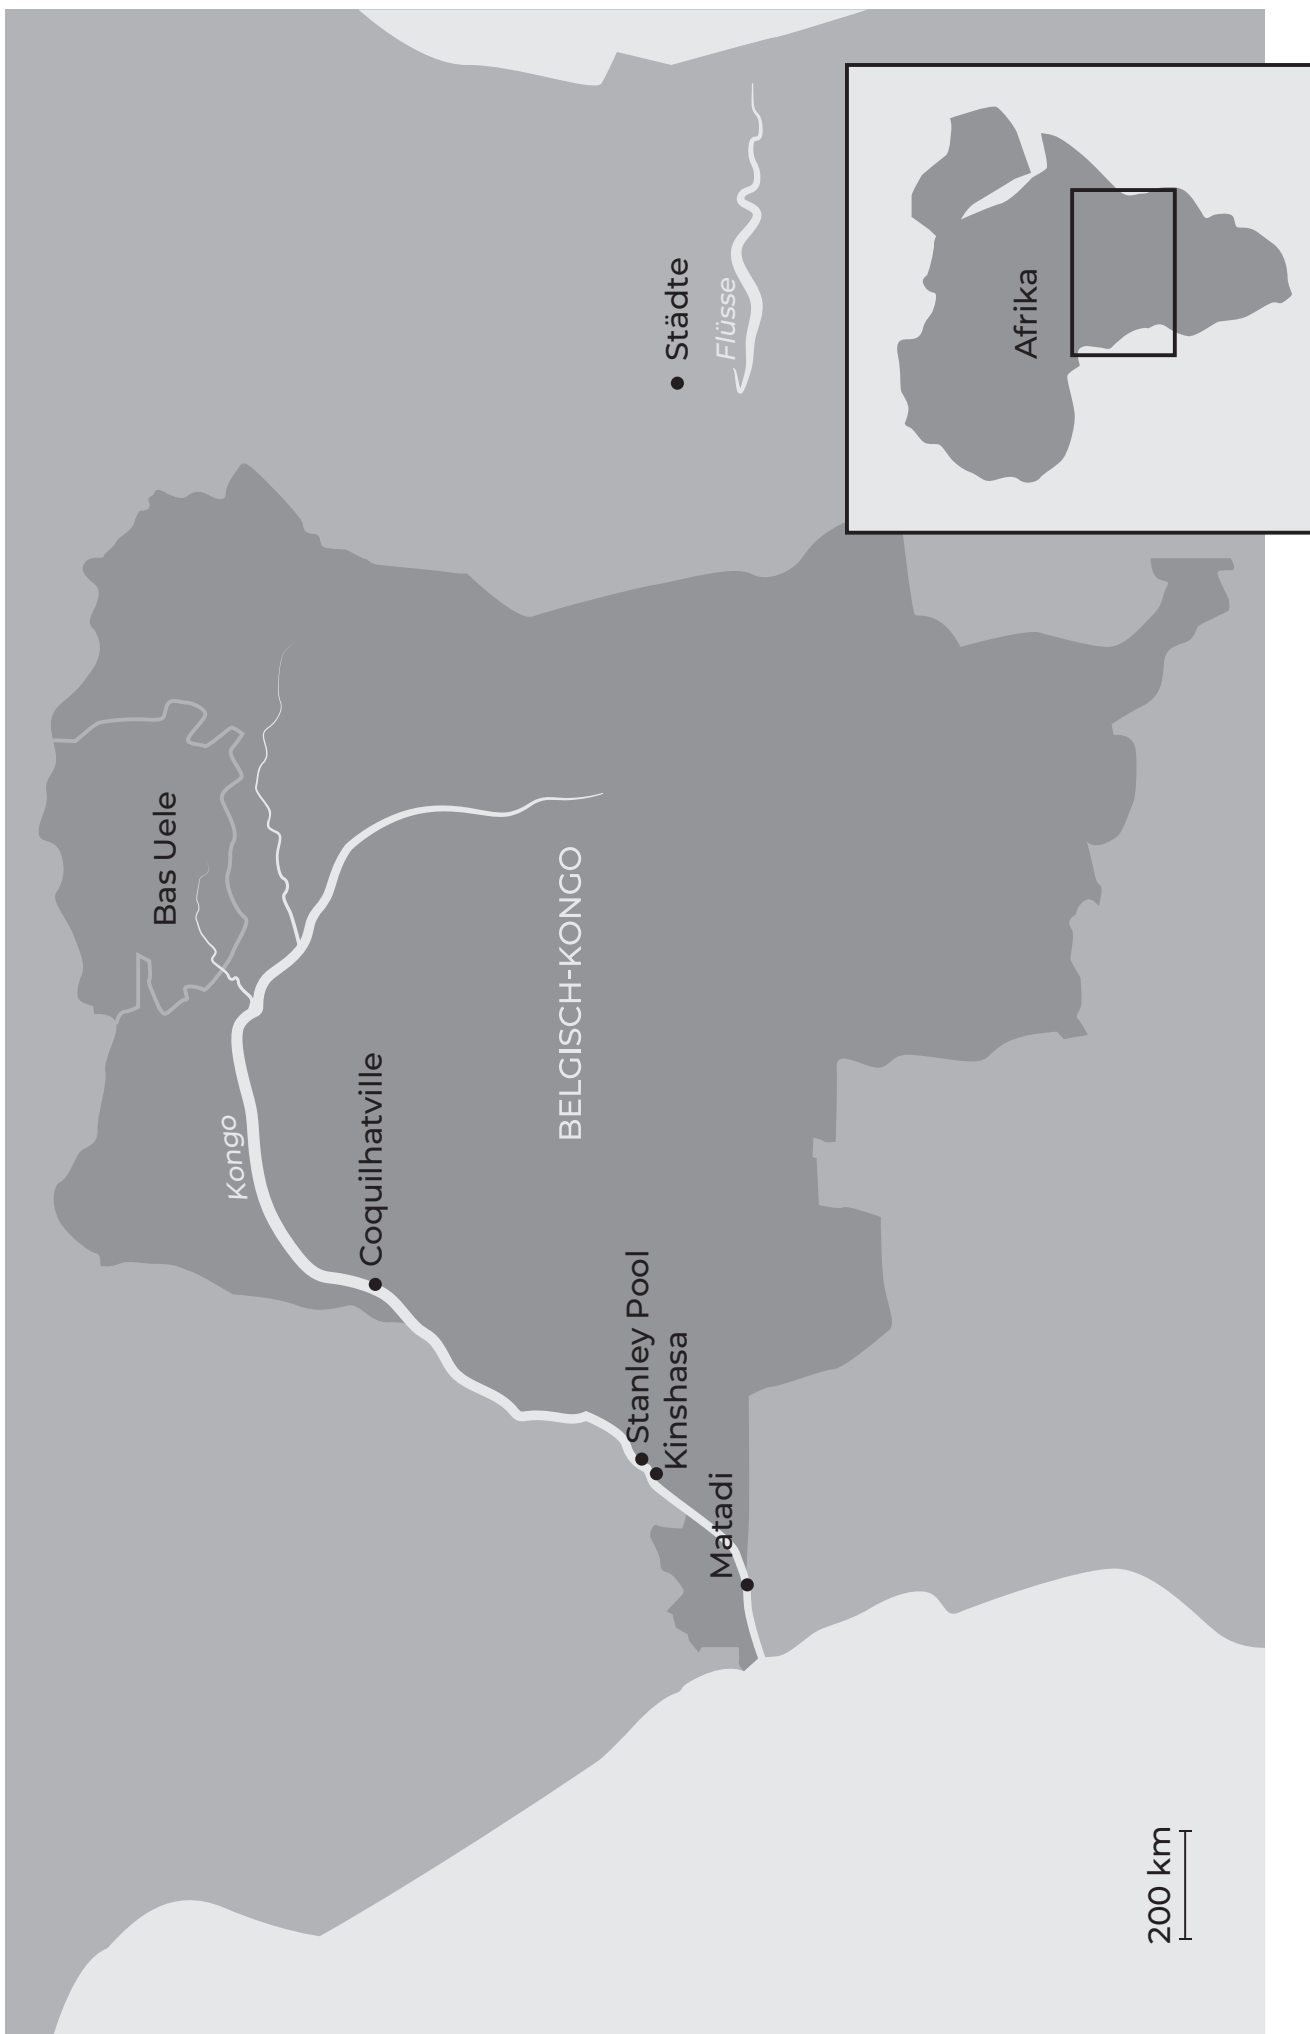 Bas Uele
Kongo
Coquilhatville
BELGISCH-KONGO
Stanley Pool
Kinshasa
Matadi
Städte
Flüsse
Afrika
200 km